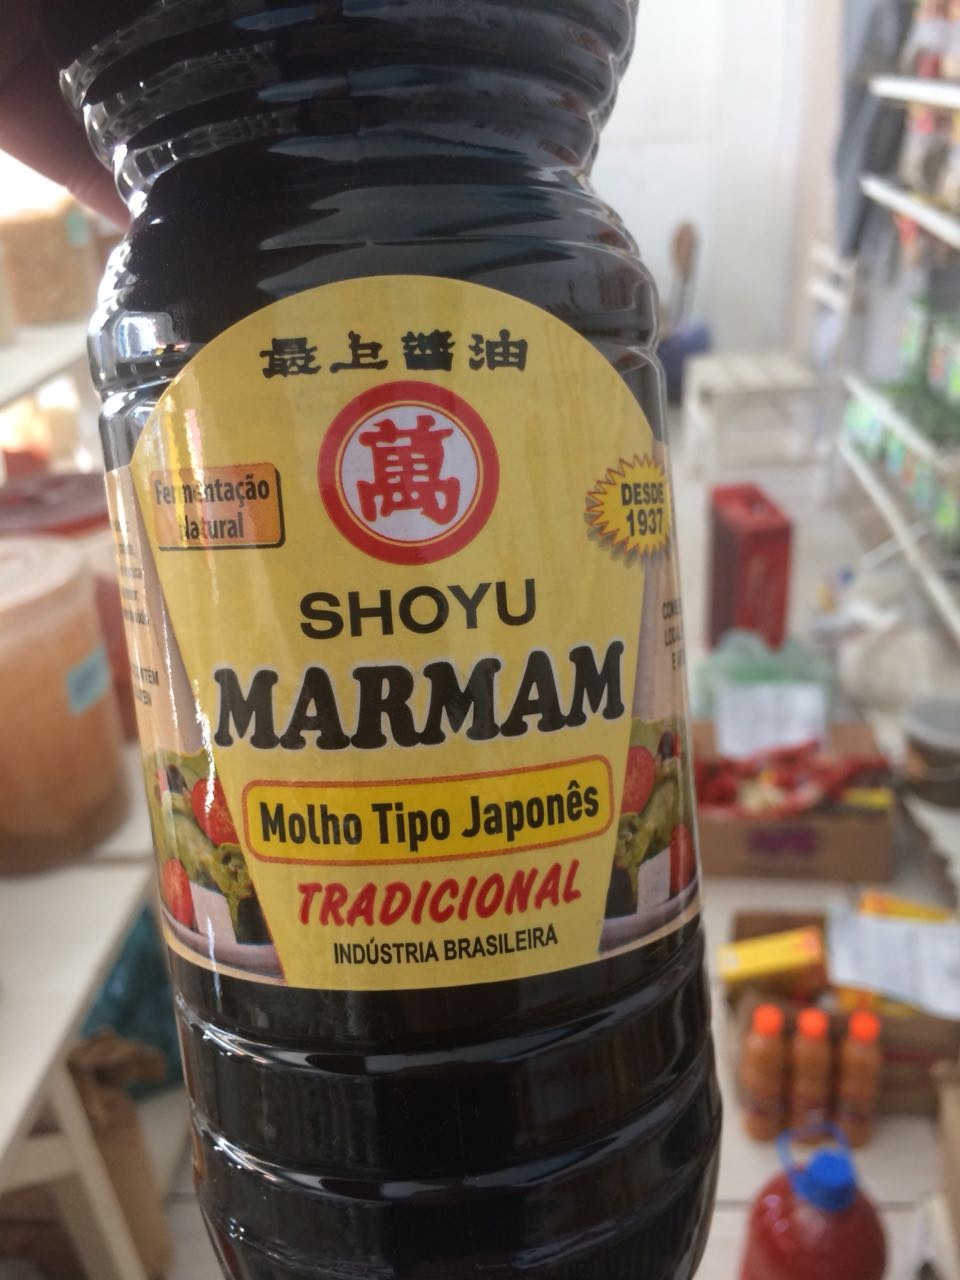 最上醤油
萬
Fermentação
Natural
DESDE
1937
SHOYU
MARMAM
Molho Tipo Japonês
TRADICIONAL
INDÚSTRIA BRASILEIRA